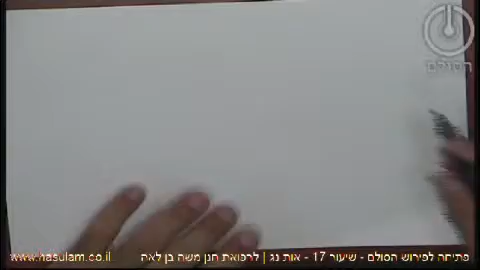 הסולם
www.hasulam.co.il
פתיחה לפירוש הסולם - שיעור 17 - אות נג | לרפואת חנן משה בן לאה